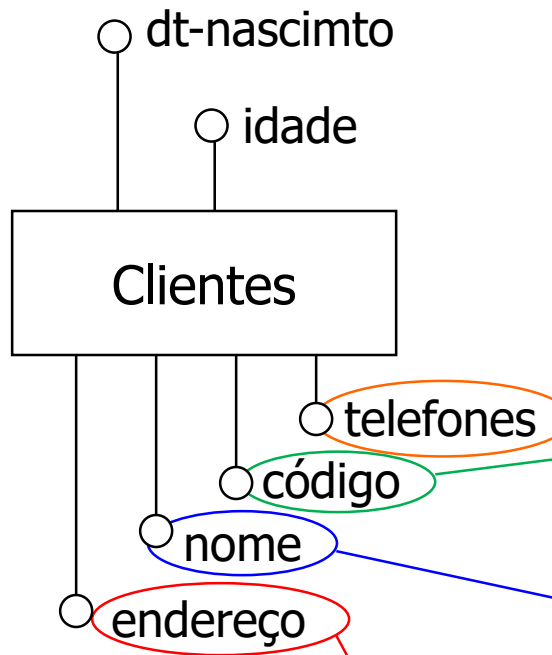 dt-nascimto
idade
Clientes
telefones
código
nome
endereço